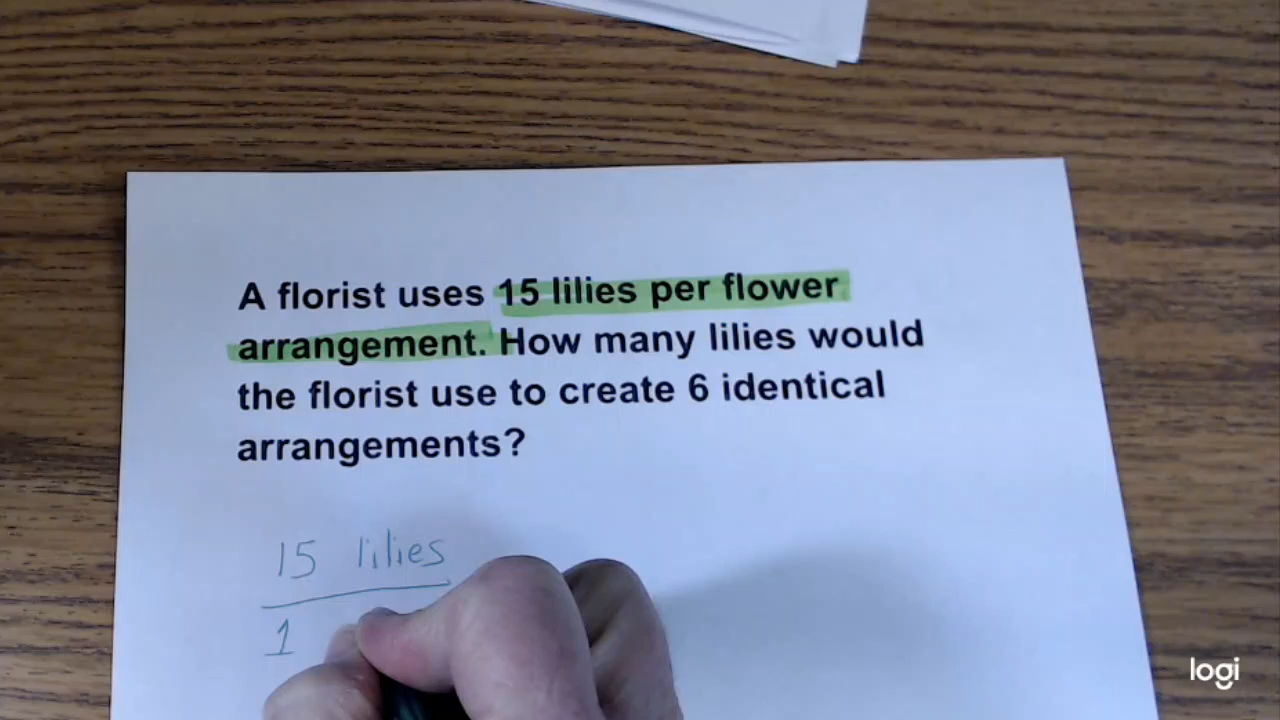 A florist uses 15 lilies per flower
arrangement. How many lilies would
the florist use to create 6 identical
arrangements?
15 lilies
1
logi